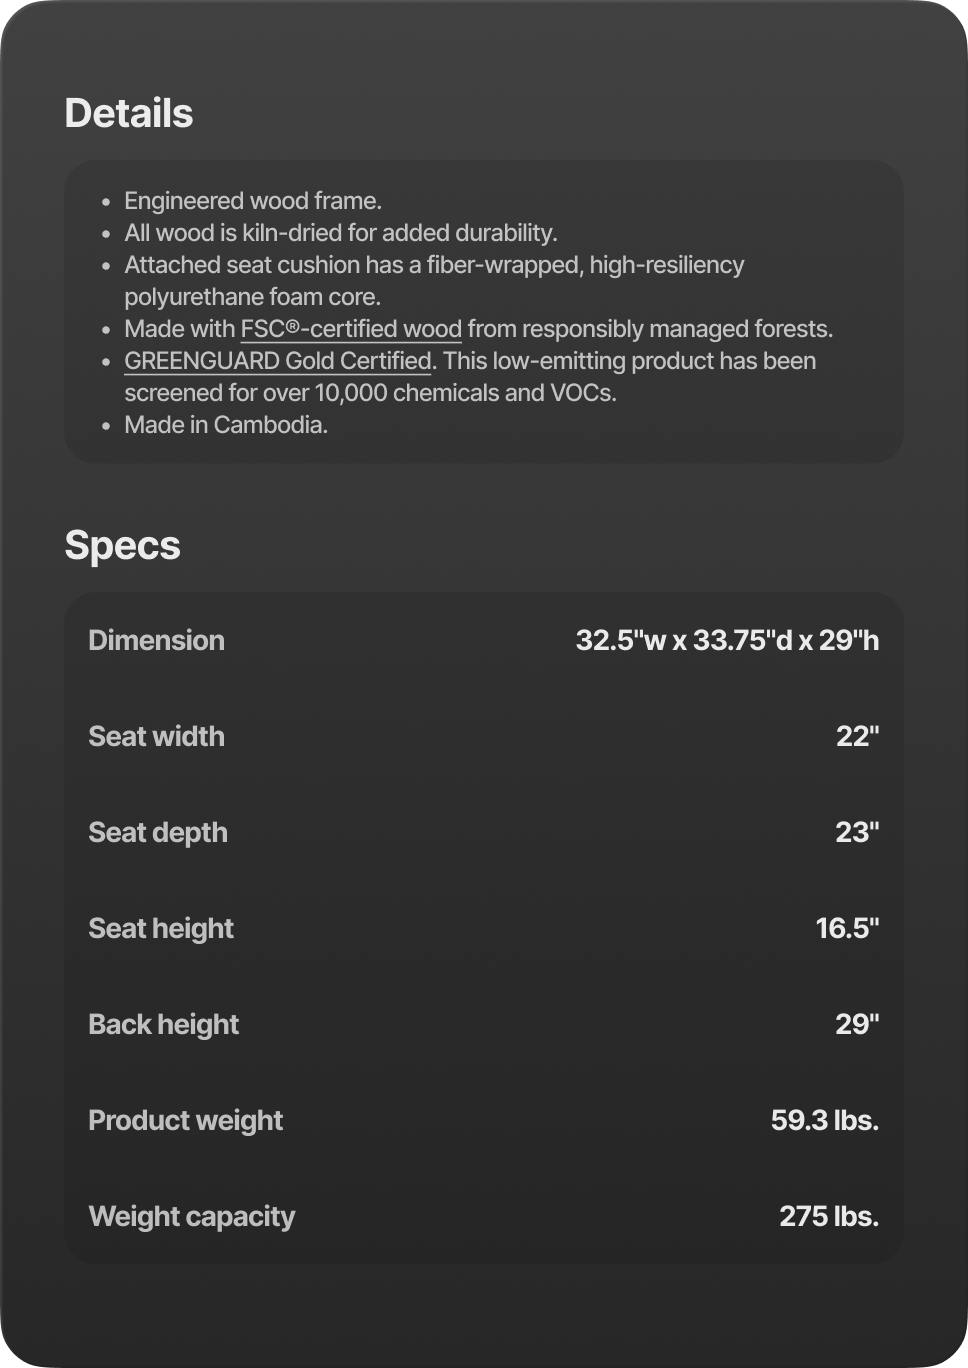 Details
• Engineered wood frame.
• All wood is kiln-dried for added durability.
• Attached seat cushion has a fiber-wrapped, high-resiliency
polyurethane foam core.
• Made with FSC®-certified wood from responsibly managed forests.
• GREENGUARD Gold Certified. This low-emitting product has been
screened for over 10,000 chemicals and VOCs.
• Made in Cambodia.
Specs
Dimension 32.5"w x 33.75"d x 29"h
Seat width 22"
Seat depth 23"
Seat height 16.5"
Back height 29"
Product weight 59.3 lbs.
Weight capacity 275 lbs.